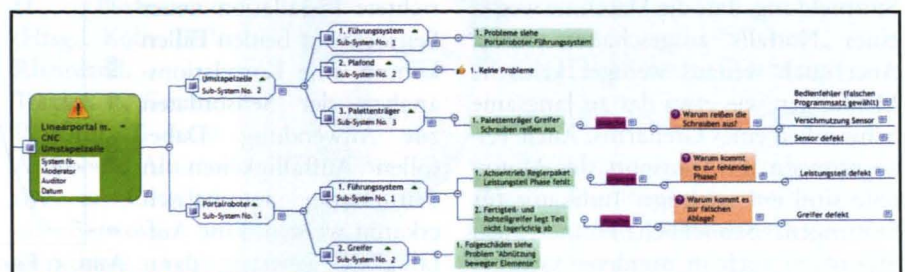 Linearportal m.
CNC
Umstapelzelle
System Nr.
Moderator
Auditor
Datum
Umstapelzelle
Sub-System No. 2
1. Führungssystem
Sub-System No. 1
1. Probleme siehe
Portalroboter-Führungssystem
2. Plafond
Sub-System No. 2
Keine Probleme
3. Palettenträger
Sub-System No. 3
1. Palettenträger Greifer
Schrauben reißen aus
Warum reißen die
Schrauben aus?
Bedienfehler (falschen
Programmsatz gewählt)
Verschmutzung Sensor
Sensor defekt
Portalroboter
Sub-System No. 1
1. Führungssystem
Sub-System No. 1
1. Achsentrieb Reglerpaket
Leistungsteil Phase fehlt
Warum kommt
es zur fehlenden
Phase?
Leistungsteil defekt
2. Fertigteil- und
Rohteilgreifer legt Teil
nicht lagerichtig ab
Warum kommt es
zur falschen
Ablage?
Greifer defekt
2. Greifer
Sub-System No. 2
1. Folgeschäden siehe
Problem "Abnützung
bewegter Elemente"